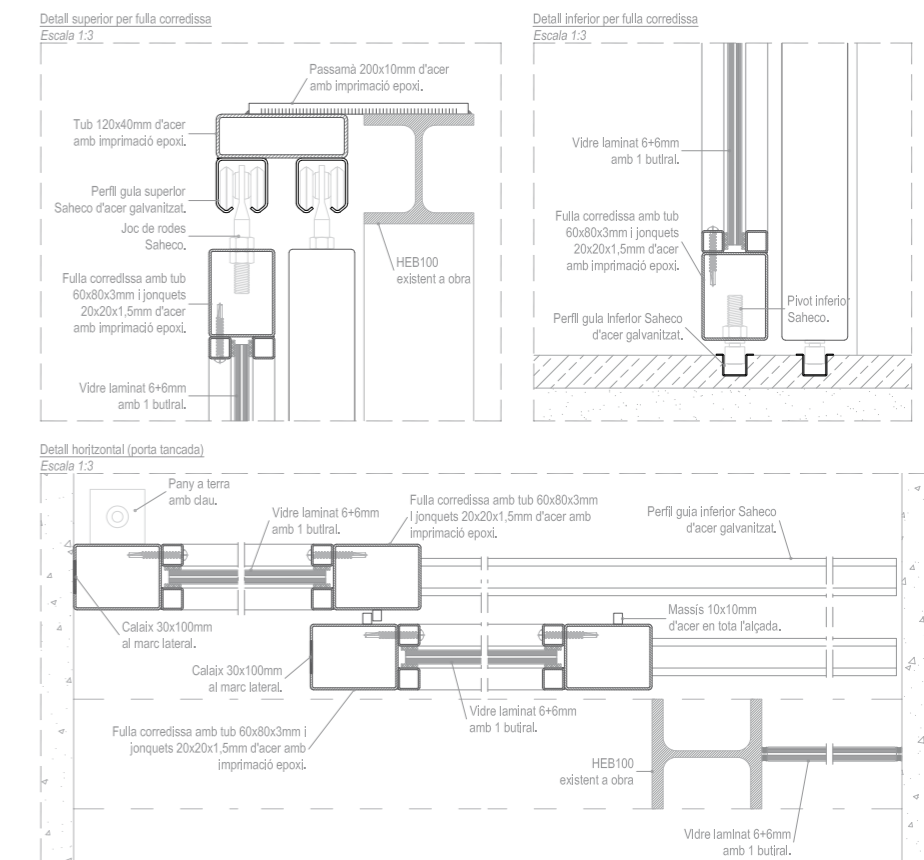 Detall superior per fulla corredissa
Escala 1:3
Passamà 200x10mm d'acer
amb imprimació epoxi.
Tub 120x40mm d'acer
amb imprimació epoxi.
Perfil guia superior
Saheco d'acer galvanitzat.
Joc de rodes
Saheco.
HEB100
existent a obra
Fulla corredissa amb tub
60x80x3mm i jonquets
20x20x1,5mm d'acer
amb imprimació epoxi.
Vidre laminat 6+6mm
amb 1 butiral.
Detall inferior per fulla corredissa
Escala 1:3
Vidre laminat 6+6mm
amb 1 butiral.
Fulla corredissa amb tub
60x80x3mm i jonquets
20x20x1,5mm d'acer
amb imprimació epoxi.
Pivot inferior
Saheco.
Perfil guia Inferior Saheco
d'acer galvanitzat.
Detall horitzontal (porta tancada)
Escala 1:3
Pany a terra
amb clau.
Vidre laminat 6+6mm
amb 1 butiral.
Fulla corredissa amb tub 60x80x3mm
I jonquets 20x20x1,5mm d'acer amb
imprimació epoxi.
Perfil guia inferior Saheco
d'acer galvanitzat.
Calaix 30x100mm
al marc lateral.
Massís 10x10mm
d'acer en tota l'alçada.
Calaix 30x100mm
al marc lateral.
Vidre laminat 6+6mm
amb 1 butiral.
Fulla corredissa amb tub 60x80x3mm i
jonquets 20x20x1,5mm d'acer amb
imprimació epoxi.
HEB100
existent a obra
Vidre laminat 6+6mm
amb 1 butiral.